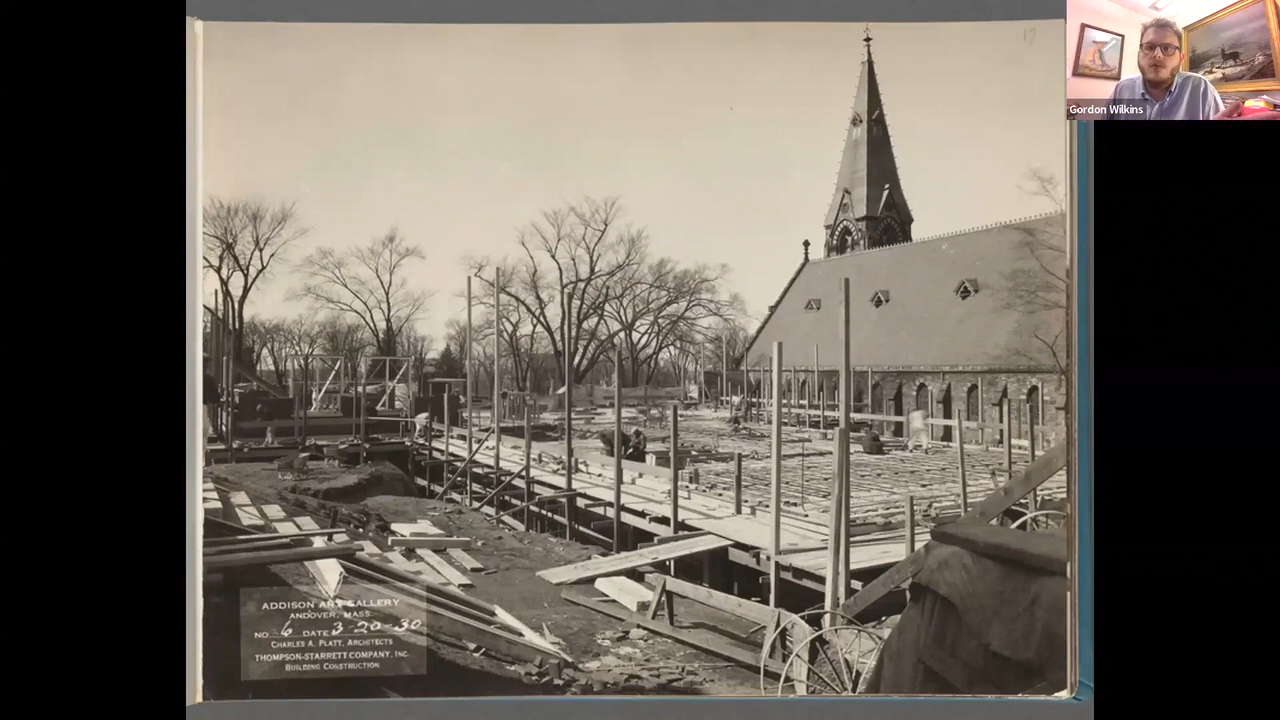 17
Gordon Wilkins
ADDISON ART GALLERY
ANDOVER, MASS.
NO. 6 DATE 3-20-30
CHARLES A. PLATT, ARCHITECTS
THOMPSON-STARRETT COMPANY, INC.
BUILDING CONSTRUCTION